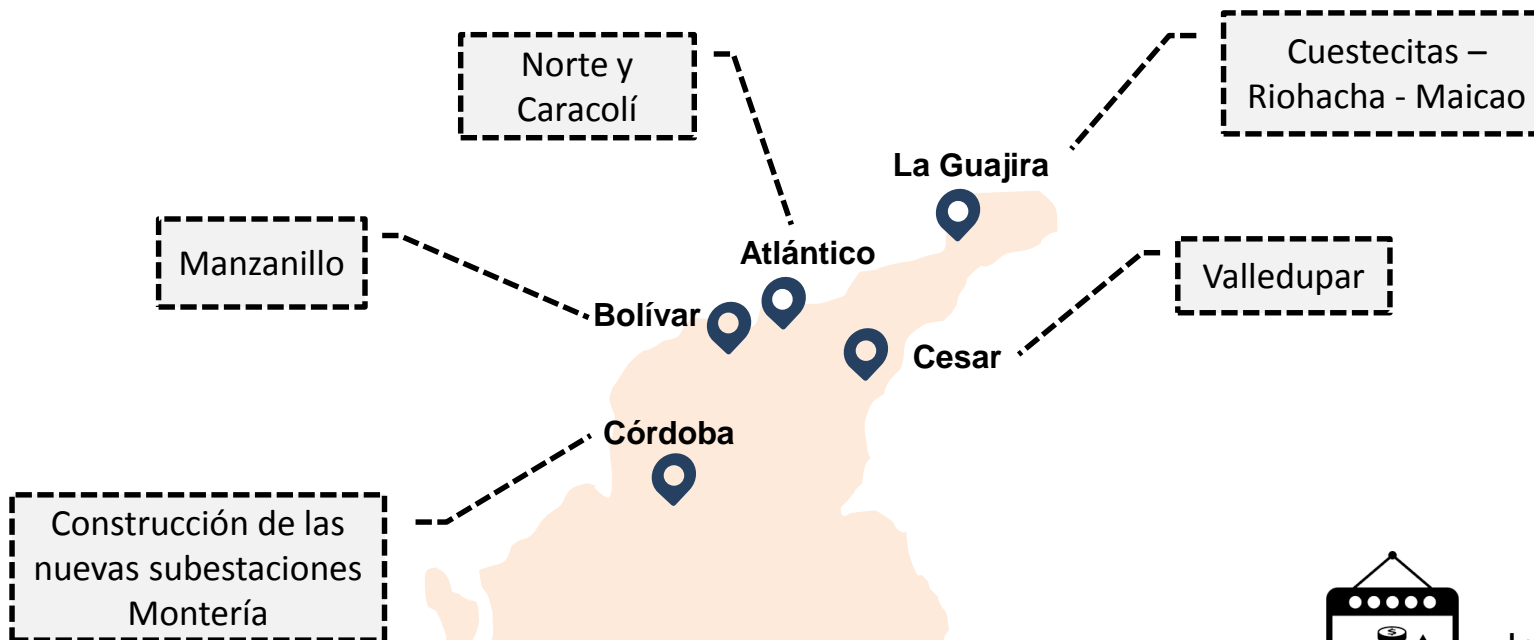 Norte y
Caracolí
Cuestecitas –
Riohacha - Maicao
La Guajira
Manzanillo
Atlántico
Valledupar
Bolívar
Cesar
Córdoba
Construcción de las
nuevas subestaciones
Montería
$